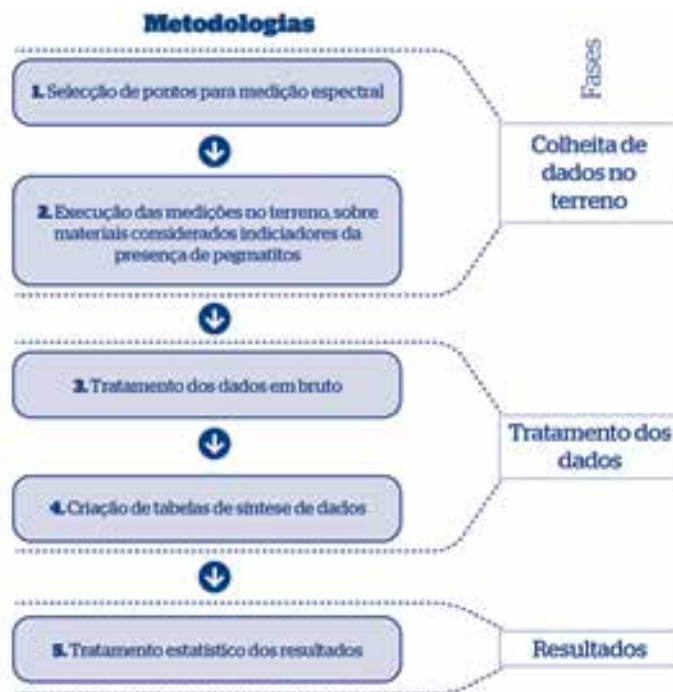 Metodologias
Fases
1. Selecção de pontos para medição espectral
2. Execução das medições no terreno, sobre
materiais considerados indiciadores da
presença de pegmatitos
Colheita de
dados no
terreno
3. Tratamento dos dados em bruto
4. Criação de tabelas de síntese de dados
Tratamento dos
dados
5. Tratamento estatístico dos resultados
Resultados